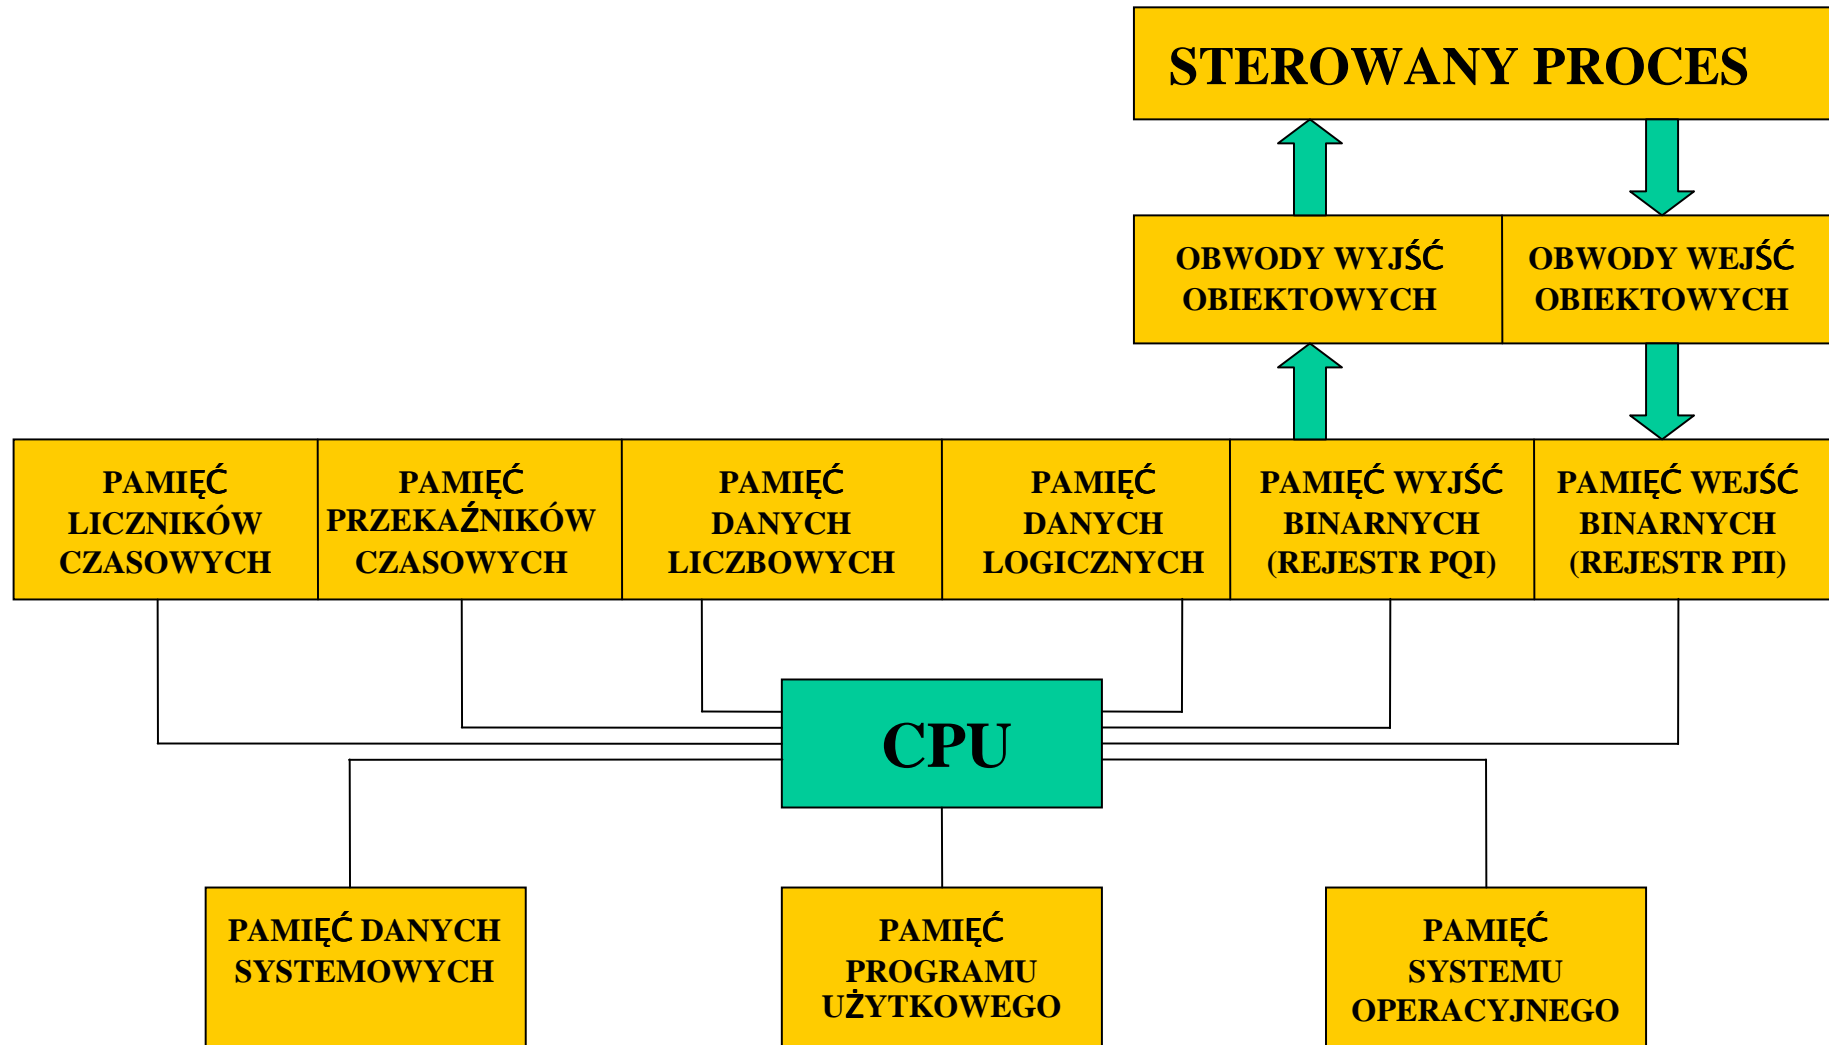 STEROWANY PROCES
OBWODY WYJŚĆ
OBIEKTOWYCH
OBWODY WEJŚĆ
OBIEKTOWYCH
PAMIĘĆ
LICZNIKÓW
CZASOWYCH
PAMIĘĆ
PRZEKAŹNIKÓW
CZASOWYCH
PAMIĘĆ
DANYCH
LICZBOWYCH
PAMIĘĆ
DANYCH
LOGICZNYCH
PAMIĘĆ WYJŚĆ
BINARNYCH
(REJESTR PQI)
PAMIĘĆ WEJŚĆ
BINARNYCH
(REJESTR PII)
CPU
PAMIĘĆ DANYCH
SYSTEMOWYCH
PAMIĘĆ
PROGRAMU
UŻYTKOWEGO
PAMIĘĆ
SYSTEMU
OPERACYJNEGO